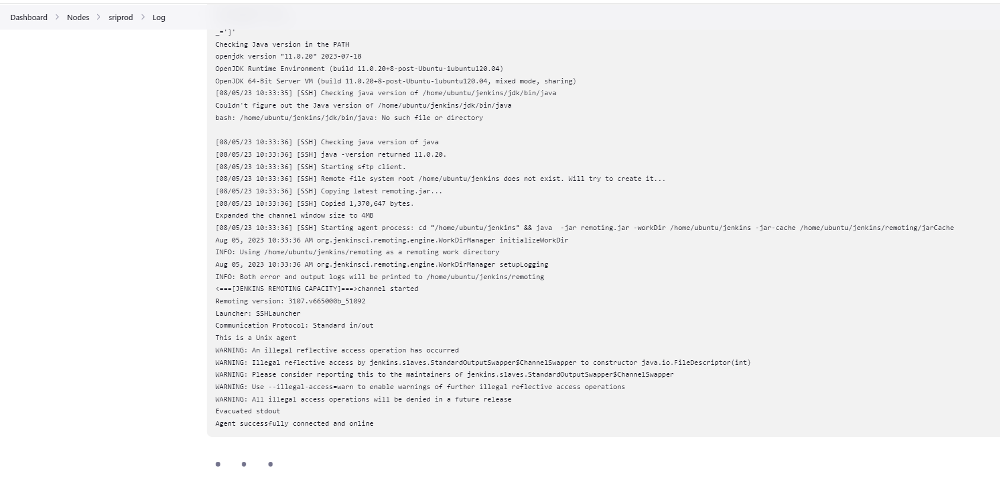 Dashboard > Nodes > sriprod > Log
_=']'
Checking Java version in the PATH
openjdk version "11.0.20" 2023-07-18
OpenJDK Runtime Environment (build 11.0.20+8-post-Ubuntu-1ubuntu120.04)
OpenJDK 64-Bit Server VM (build 11.0.20+8-post-Ubuntu-1ubuntu120.04, mixed mode, sharing)
[08/05/23 10:33:35] [SSH] Checking java version of /home/ubuntu/jenkins/jdk/bin/java
Couldn't figure out the Java version of /home/ubuntu/jenkins/jdk/bin/java
bash: /home/ubuntu/jenkins/jdk/bin/java: No such file or directory
[08/05/23 10:33:36] [SSH] Checking java version of java
[08/05/23 10:33:36] [SSH] java -version returned 11.0.20.
[08/05/23 10:33:36] [SSH] Starting sftp client.
[08/05/23 10:33:36] [SSH] Remote file system root /home/ubuntu/jenkins does not exist. Will try to create it...
[08/05/23 10:33:36] [SSH] Copying latest remoting.jar...
[08/05/23 10:33:36] [SSH] Copied 1,370,647 bytes.
Expanded the channel window size to 4MB
[08/05/23 10:33:36] [SSH] Starting agent process: cd "/home/ubuntu/jenkins" && java  -jar remoting.jar -workDir /home/ubuntu/jenkins -jar-cache /home/ubuntu/jenkins/remoting/jarCache
Aug 05, 2023 10:33:36 AM org.jenkinsci.remoting.engine.WorkDirManager initializeWorkDir
INFO: Using /home/ubuntu/jenkins/remoting as a remoting work directory
Aug 05, 2023 10:33:36 AM org.jenkinsci.remoting.engine.WorkDirManager setupLogging
INFO: Both error and output logs will be printed to /home/ubuntu/jenkins/remoting
<===[JENKINS REMOTING CAPACITY]===>channel started
Remoting version: 3107.v665000b_51092
Launcher: SSHLauncher
Communication Protocol: Standard in/out
This is a Unix agent
WARNING: An illegal reflective access operation has occurred
WARNING: Illegal reflective access by jenkins.slaves.StandardOutputSwapper$ChannelSwapper to constructor java.io.FileDescriptor(int)
WARNING: Please consider reporting this to the maintainers of jenkins.slaves.StandardOutputSwapper$ChannelSwapper
WARNING: Use --illegal-access=warn to enable warnings of further illegal reflective access operations
WARNING: All illegal access operations will be denied in a future release
Evacuated stdout
Agent successfully connected and online